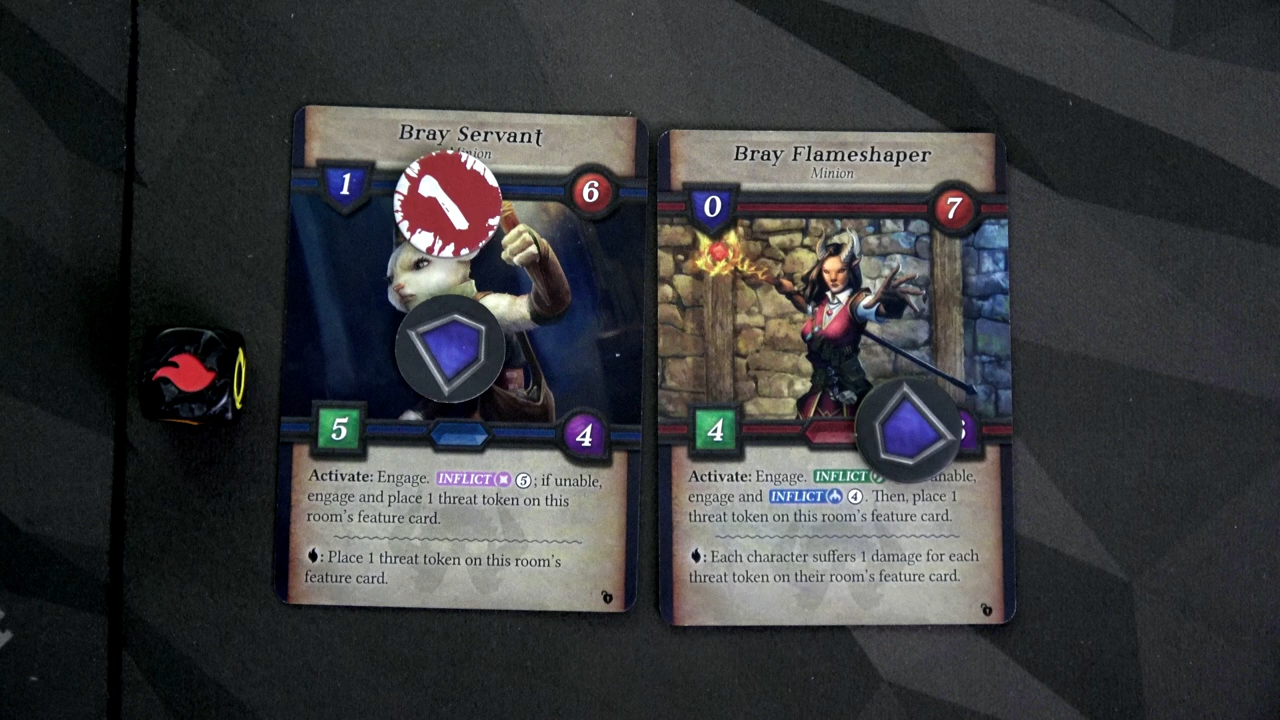 Bray Servant
Minion
1
6
5
4
Activate: Engage. INFLICT 5; if unable,
engage and place 1 threat token on this
room's feature card.
: Place 1 threat token on this room's
feature card.
Bray Flameshaper
Minion
0
7
4
Activate: Engage. INFLICT
engage and INFLICT 4. Then, place 1
threat token on this room's feature card.
: Each character suffers 1 damage for each
threat token on their room's feature card.